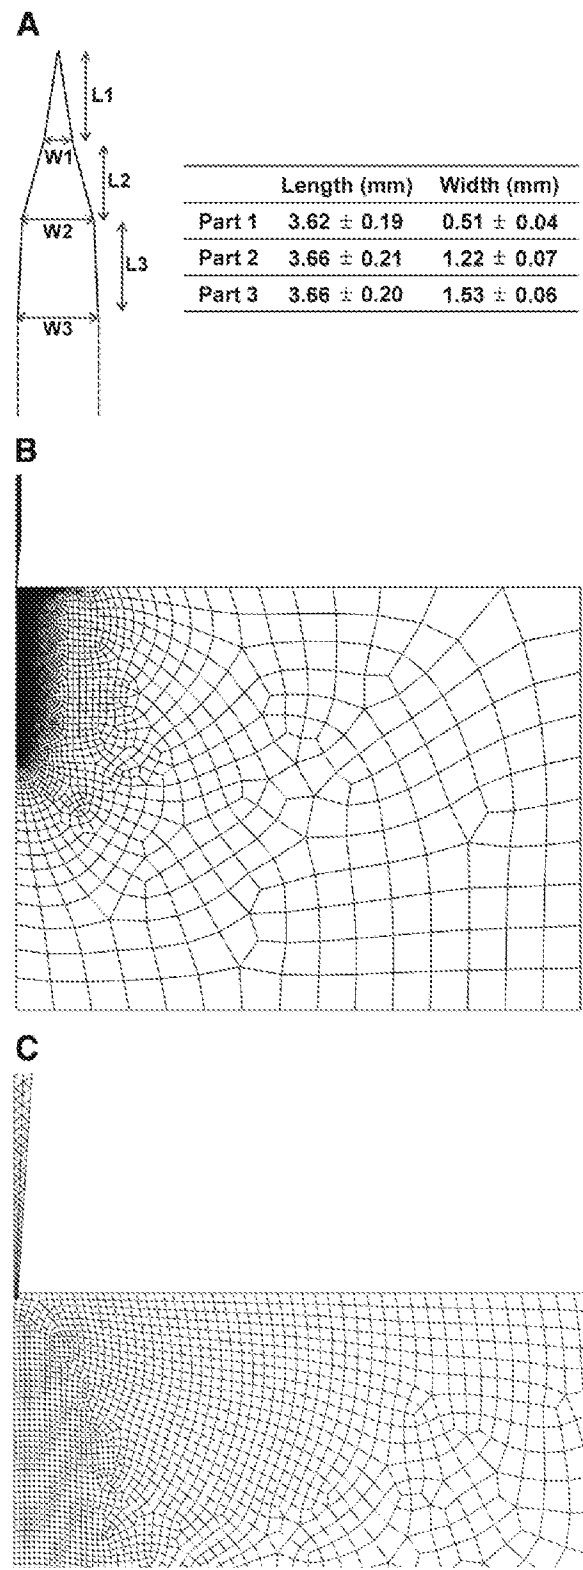 A
L1
W1
L2
W2
L3
W3
Length (mm) Width (mm)
Part 1 3.62 ± 0.19 0.51 ± 0.04
Part 2 3.66 ± 0.21 1.22 ± 0.07
Part 3 3.66 ± 0.20 1.53 ± 0.06
B
C